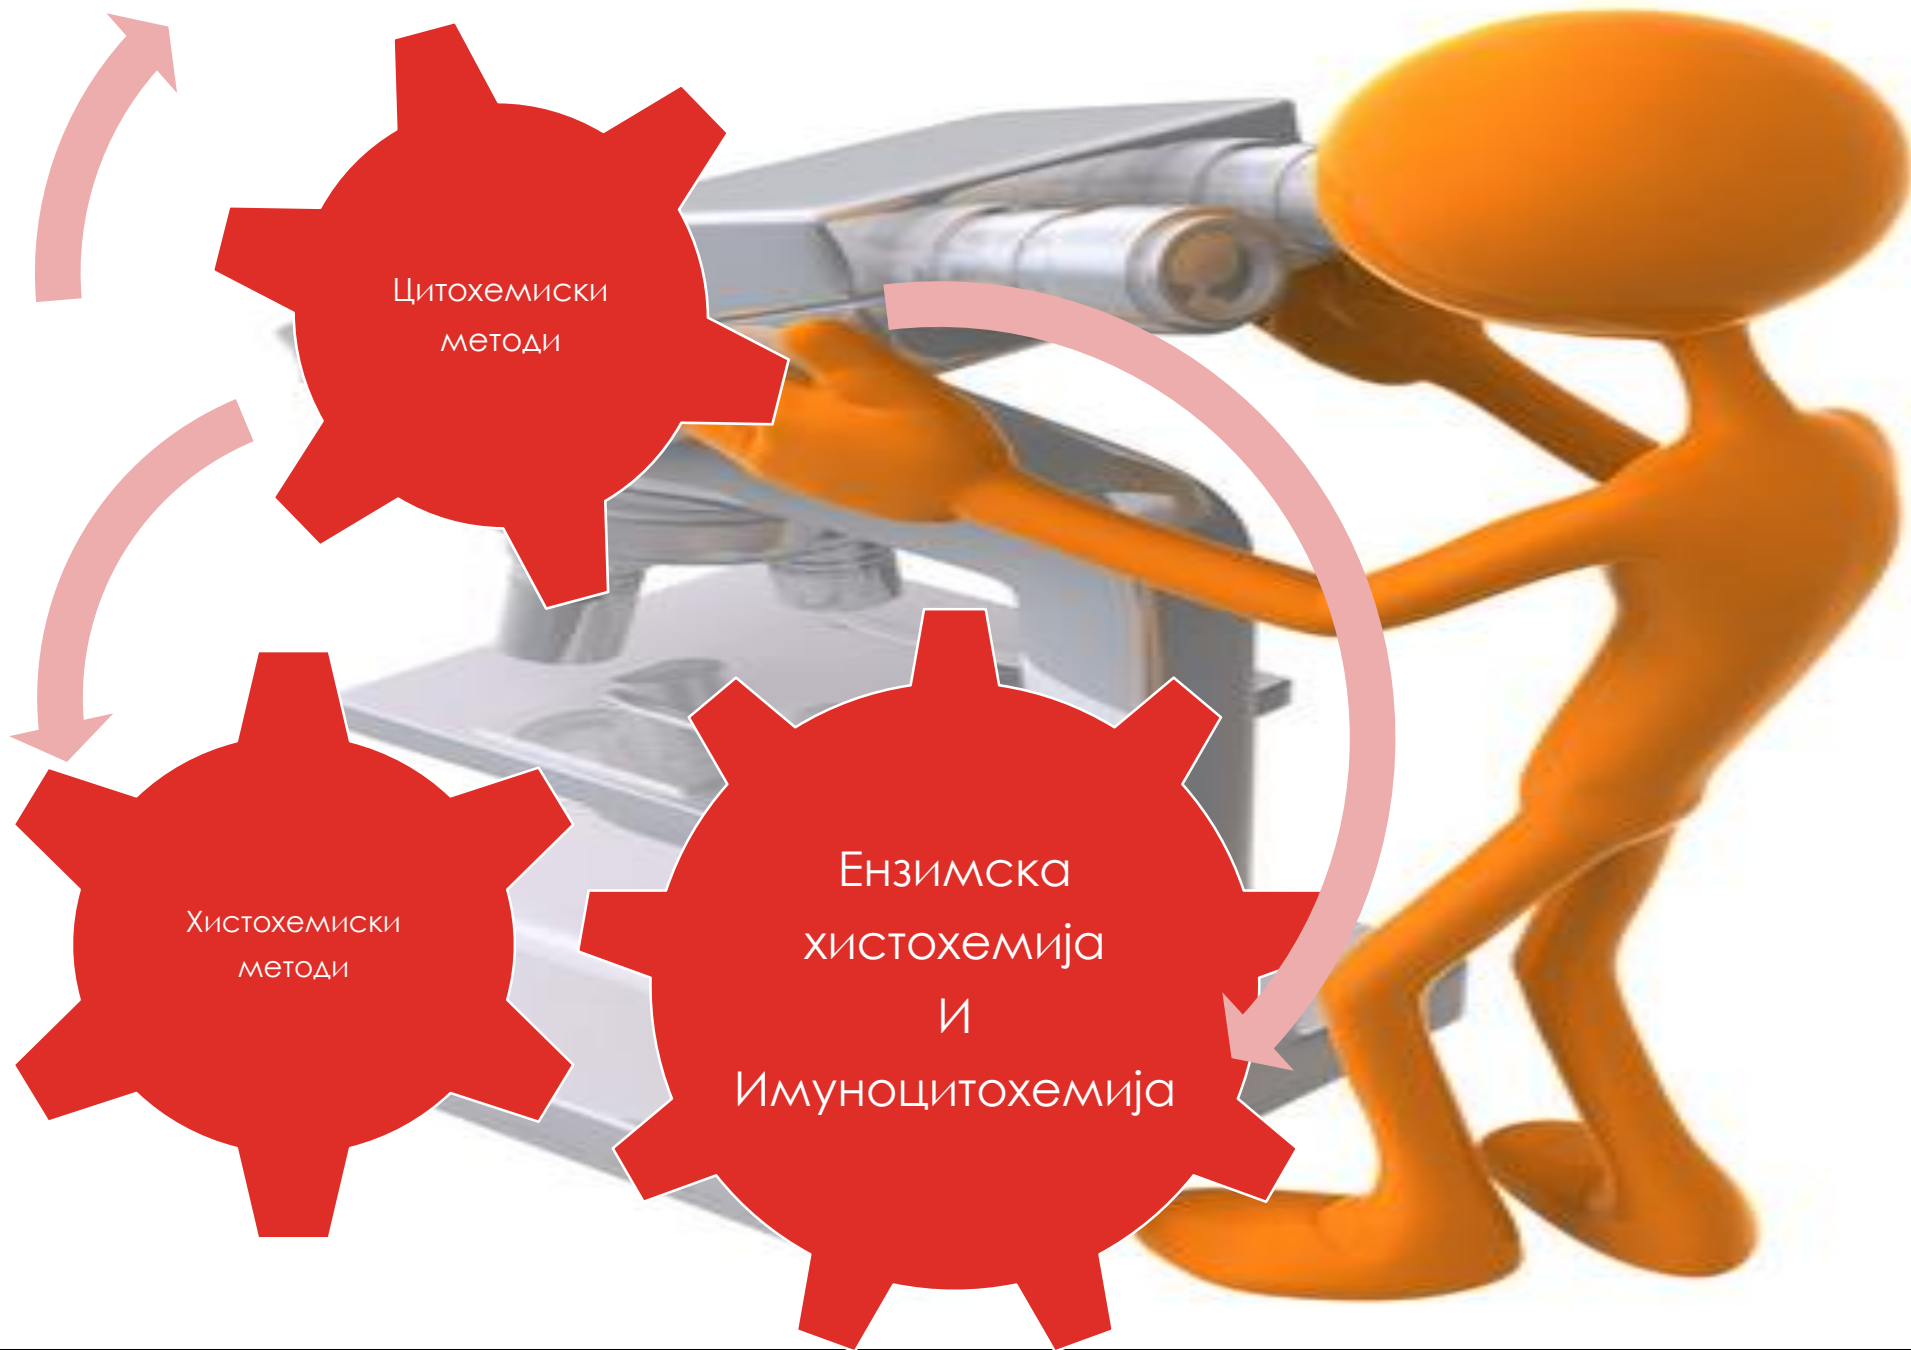 Цитохемиски
методи
Хистохемиски
методи
Ензимска
хистохемија
И
Имуноцитохемија